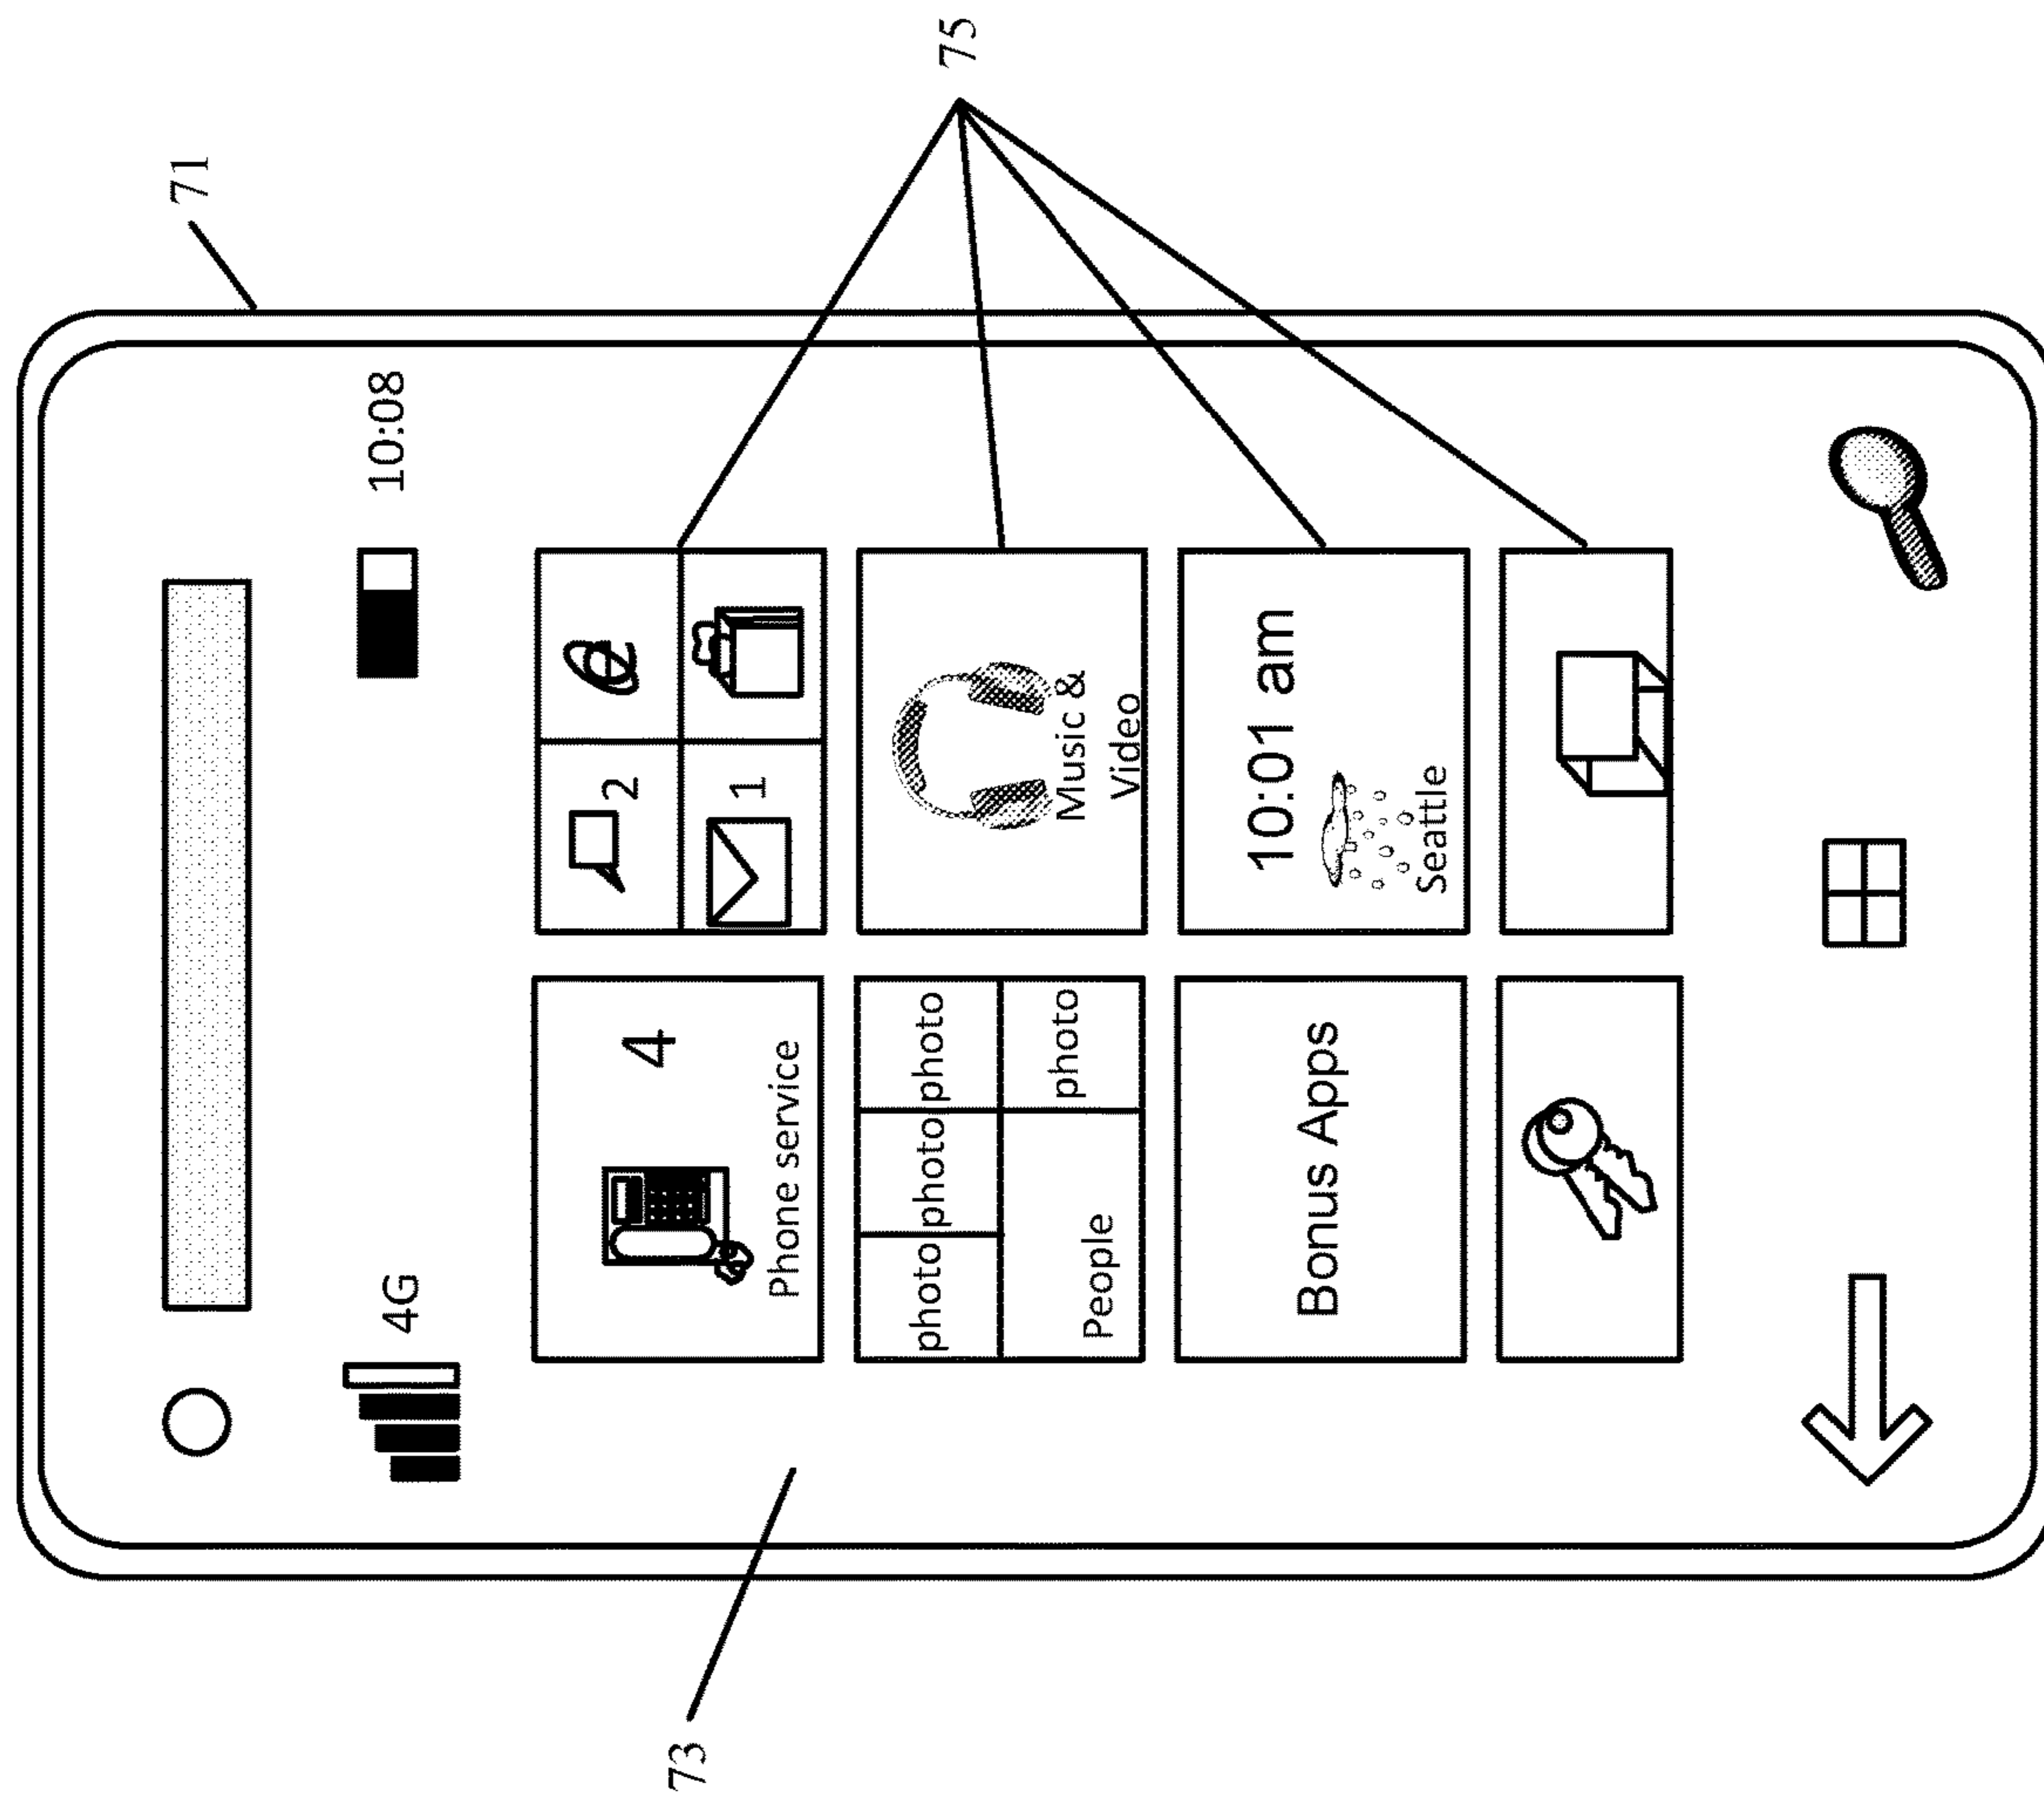 71
4G
10:08
4
Phone service
2
1
photo
photo
photo
People
photo
Music &
Video
75
Bonus Apps
10:01 am
Seattle
73